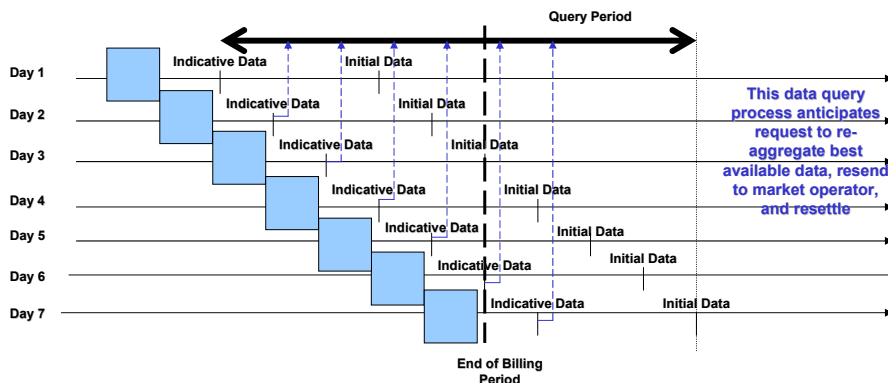 Query Period
Day 1
Indicative Data
Initial Data
Day 2
Indicative Data
Initial Data
Day 3
Indicative Data
Initial Data
Day 4
Indicative Data
Initial Data
Day 5
Indicative Data
Initial Data
Day 6
Indicative Data
Initial Data
Day 7
Indicative Data
Initial Data
This data query
process anticipates
request to re-
aggregate best
available data, resend
to market operator,
and resettle
End of Billing
Period